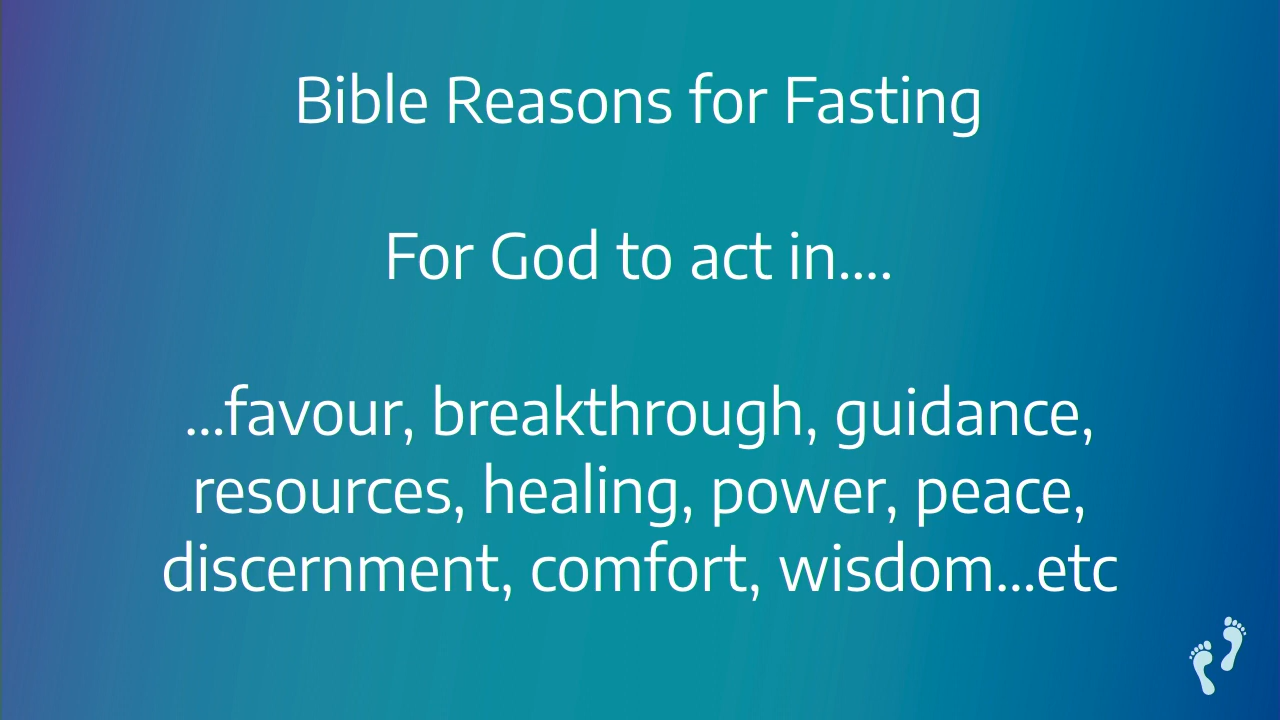 Bible Reasons for Fasting
For God to act in....
...favour, breakthrough, guidance,
resources, healing, power, peace,
discernment, comfort, wisdom...etc